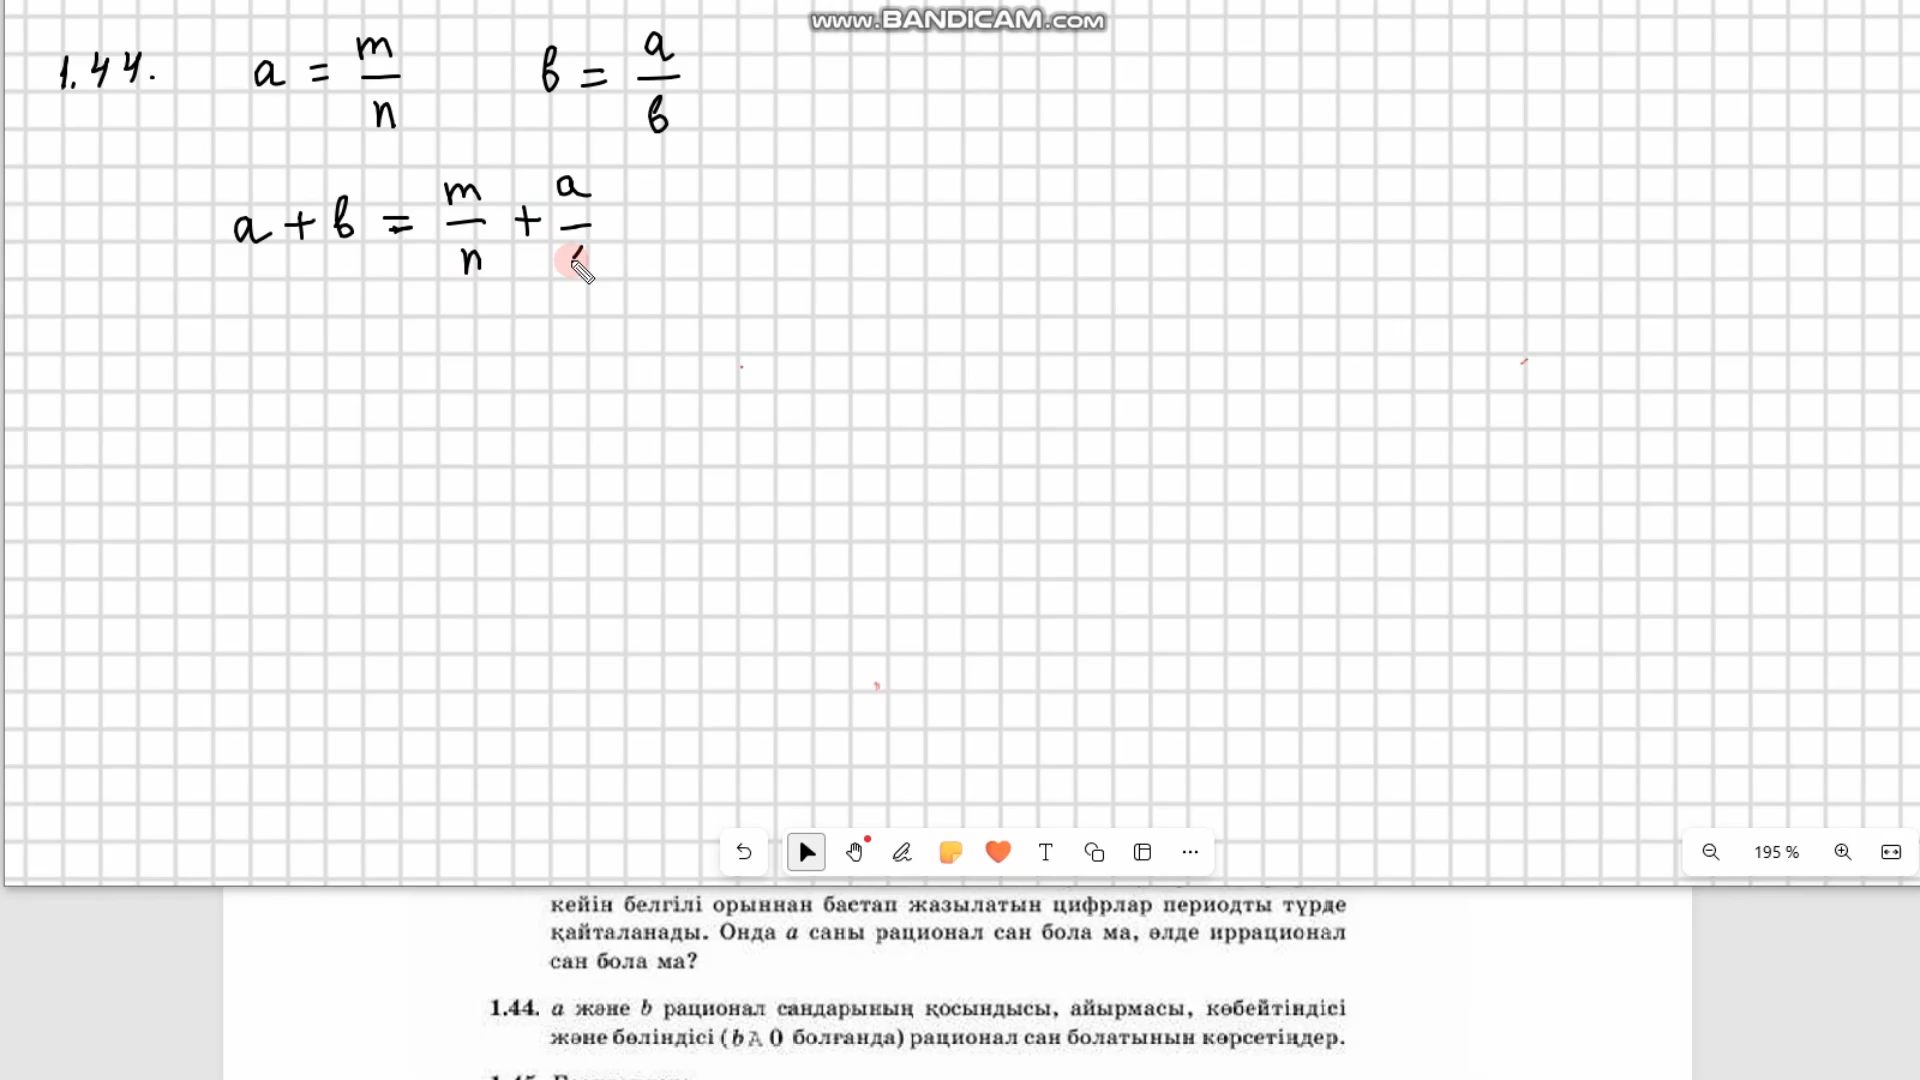 www.BANDICAM.com
1.44. a = m/n b = a/b
a + b = m/n + a/
195 %
кейін белгілі орыннан бастап жазылатын цифрлар периодты түрде
қайталанады. Онда a саны рационал сан бола ма, әлде иррационал
сан бола ма?
1.44. a және b рационал сандарының қосындысы, айырмасы, көбейтіндісі
және бөліндісі (b Д 0 болғанда) рационал сан болатынын көрсетіңдер.